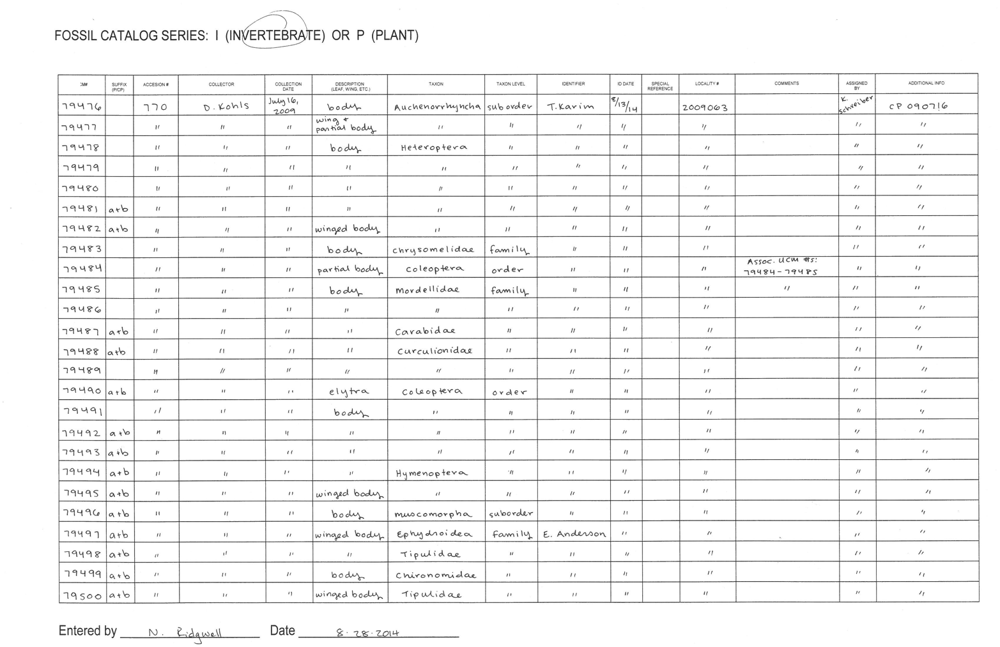 FOSSIL CATALOG SERIES: I (INVERTEBRATE) OR P (PLANT)
CM# SUFFIX (P/CP) ACCESION # COLLECTOR COLLECTION DATE DESCRIPTION (LEAF, WING, ETC.) TAXON TAXON LEVEL IDENTIFIER ID DATE SPECIAL REFERENCE LOCALITY # COMMENTS ASSIGNED BY ADDITIONAL INFO
79476 770 D. Kohls July 16, 2009 body Auchenorrhyncha suborder T. Karim 8/13/14 2009063 K. Schreiber CP 090716
79477 " " " wing + partial body " " " " " " "
79478 " " " body Heteroptera " " " " " "
79479 " " " " " " " " " " "
79480 " " " " " " " " " " "
79481 a+b " " " " " " " " " " "
79482 a+b " " " winged body " " " " " " "
79483 " " " body Chrysomelidae family " " " " "
79484 " " " partial body Coleoptera order " " " Assoc. UCM #s: 79484-79485 " "
79485 " " " body Mordellidae family " " " " " "
79486 " " " " " " " " " " "
79487 a+b " " " " Carabidae " " " " " "
79488 a+b " " " " Curculionidae " " " " " "
79489 " " " " " " " " " " "
79490 a+b " " " elytra Coleoptera order " " " " "
79491 " " " body " " " " " " "
79492 a+b " " " " " " " " " " "
79493 a+b " " " " " " " " " " "
79494 a+b " " " " Hymenoptera " " " " " "
79495 a+b " " " winged body " " " " " " "
79496 a+b " " " body muscomorpha suborder " " " " "
79497 a+b " " " winged body Ephydroidea family E. Anderson " " " "
79498 a+b " " " " Tipulidae " " " " " "
79499 a+b " " " body Chironomidae " " " " " "
79500 a+b " " " winged body Tipulidae " " " " " "
Entered by N. Ridgwell Date 8.28.2014